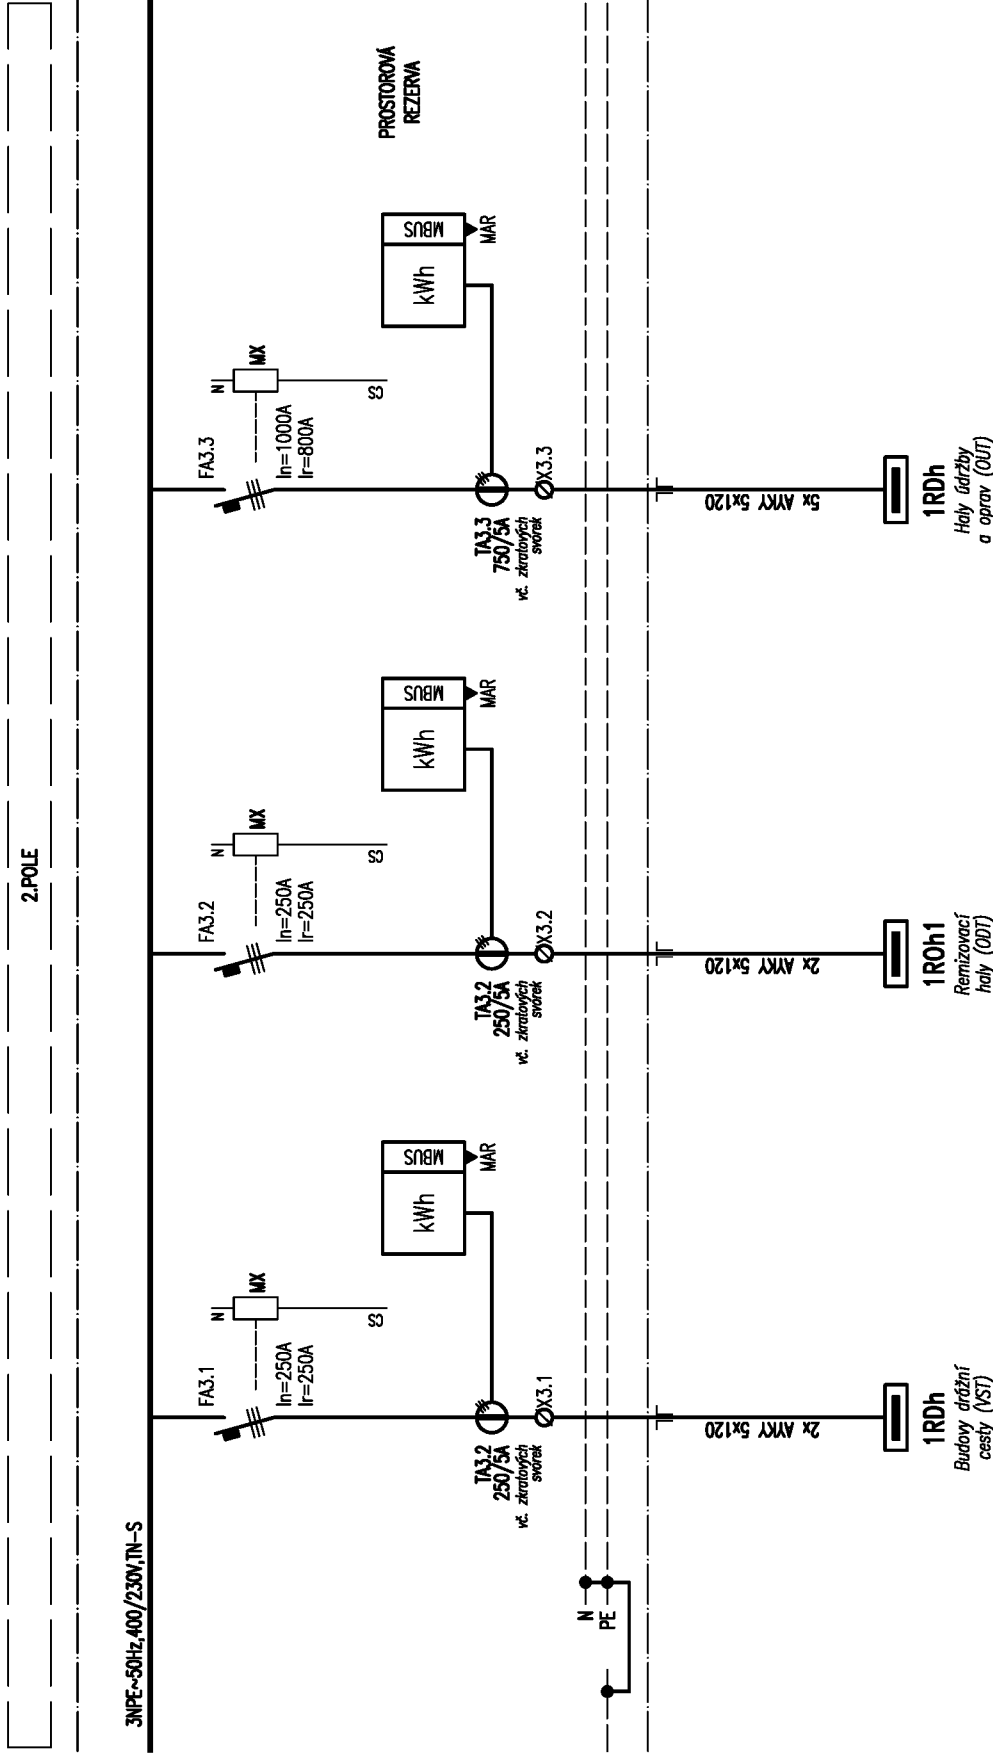 2.POLE
3NPE~50Hz,400/230V,TN-S
FA3.1
In=250A
Ir=250A
N
MX
CS
kWh
MBUS
MAR
TA3.2
250/5A
vč. zkratových
svorek
X3.1
2x AYKY 5x120
1RDh
Budovy drážní
cesty (VST)
FA3.2
In=250A
Ir=250A
N
MX
CS
kWh
MBUS
MAR
TA3.2
250/5A
vč. zkratových
svorek
X3.2
2x AYKY 5x120
1ROh1
Remizovací
haly (ODT)
FA3.3
In=1000A
Ir=800A
N
MX
CS
kWh
MBUS
MAR
TA3.3
750/5A
vč. zkratových
svorek
X3.3
5x AYKY 5x120
1RDh
Haly údržby
a oprav (OUT)
PROSTOROVÁ
REZERVA
N
PE